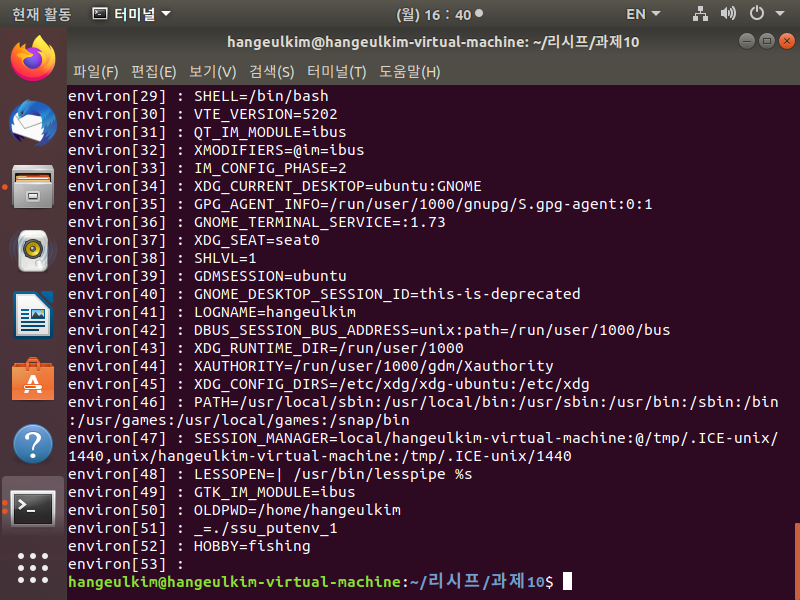 현재 활동 터미널 (월) 16 : 40 EN
hangeulkim@hangeulkim-virtual-machine: ~/리시프/과제10
파일(F) 편집(E) 보기(V) 검색(S) 터미널(T) 도움말(H)
environ[29] : SHELL=/bin/bash
environ[30] : VTE_VERSION=5202
environ[31] : QT_IM_MODULE=ibus
environ[32] : XMODIFIERS=@im=ibus
environ[33] : IM_CONFIG_PHASE=2
environ[34] : XDG_CURRENT_DESKTOP=ubuntu:GNOME
environ[35] : GPG_AGENT_INFO=/run/user/1000/gnupg/S.gpg-agent:0:1
environ[36] : GNOME_TERMINAL_SERVICE=:1.73
environ[37] : XDG_SEAT=seat0
environ[38] : SHLVL=1
environ[39] : GDMSESSION=ubuntu
environ[40] : GNOME_DESKTOP_SESSION_ID=this-is-deprecated
environ[41] : LOGNAME=hangeulkim
environ[42] : DBUS_SESSION_BUS_ADDRESS=unix:path=/run/user/1000/bus
environ[43] : XDG_RUNTIME_DIR=/run/user/1000
environ[44] : XAUTHORITY=/run/user/1000/gdm/Xauthority
environ[45] : XDG_CONFIG_DIRS=/etc/xdg/xdg-ubuntu:/etc/xdg
environ[46] : PATH=/usr/local/sbin:/usr/local/bin:/usr/sbin:/usr/bin:/sbin:/bin
:/usr/games:/usr/local/games:/snap/bin
environ[47] : SESSION_MANAGER=local/hangeulkim-virtual-machine:@/tmp/.ICE-unix/
1440,unix/hangeulkim-virtual-machine:/tmp/.ICE-unix/1440
environ[48] : LESSOPEN=| /usr/bin/lesspipe %s
environ[49] : GTK_IM_MODULE=ibus
environ[50] : OLDPWD=/home/hangeulkim
environ[51] : _=./ssu_putenv_1
environ[52] : HOBBY=fishing
environ[53] :
hangeulkim@hangeulkim-virtual-machine:~/리시프/과제10$